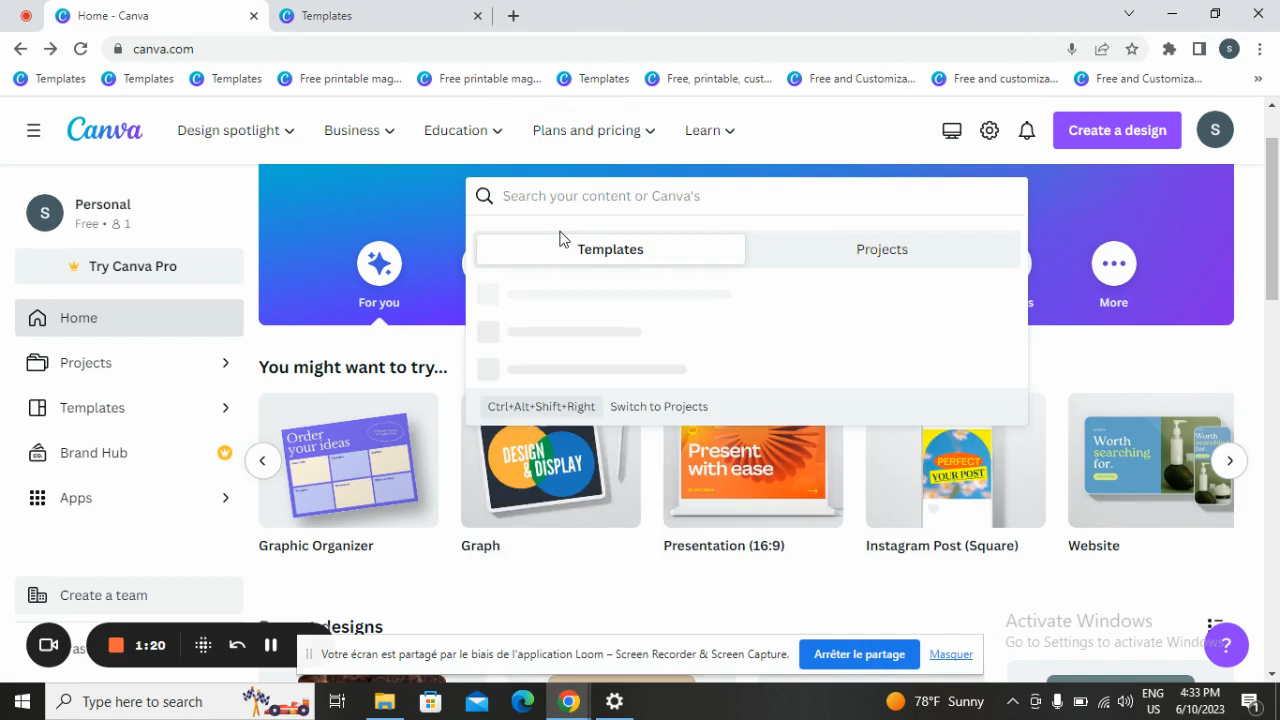 Home - Canva
Templates
canva.com
Templates
Templates
Templates
Free printable mag...
Free printable mag...
Templates
Free, printable, cust...
Free and Customiza...
Free and customiza...
Free and Customiza...
Canva
Design spotlight
Business
Education
Plans and pricing
Learn
Create a design
S
S
Personal
Free • 1
Try Canva Pro
Home
Projects
Templates
Brand Hub
Apps
Create a team
Search your content or Canva's
Templates
Projects
Ctrl+Alt+Shift+Right Switch to Projects
For you
More
You might want to try...
Order
your ideas
DESIGN
& DISPLAY
Present
with ease
PERFECT
YOUR POST
Worth
searching
for.
Worth
searching
for.
Graphic Organizer
Graph
Presentation (16:9)
Instagram Post (Square)
Website
designs
1:20
Votre écran est partagé par le biais de l'application Loom – Screen Recorder & Screen Capture.
Arrêter le partage
Masquer
Activate Windows
Go to Settings to activate Windows
?
Type here to search
78°F Sunny
ENG
US
4:33 PM
6/10/2023
1